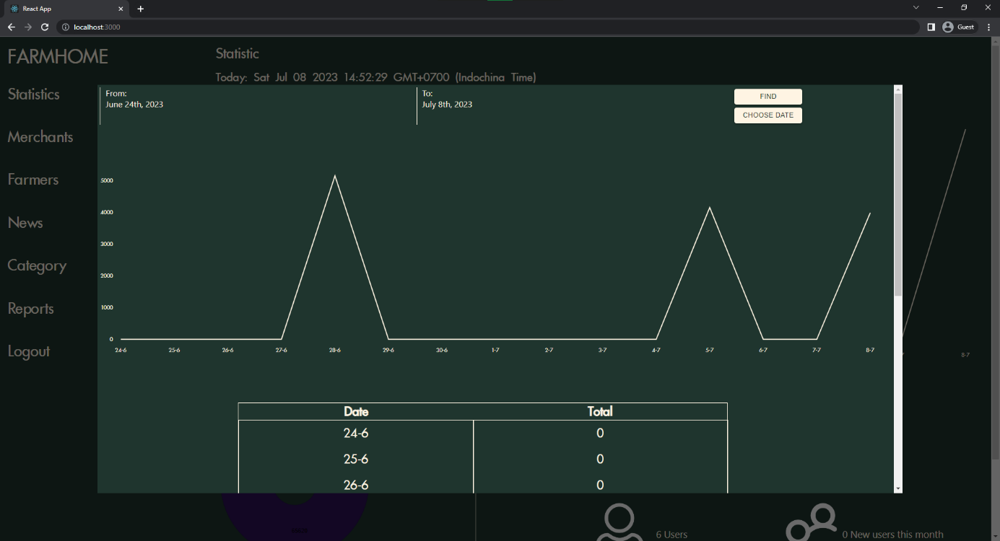 React App
localhost:3000
Guest
FARMHOME
Statistics
Merchants
Farmers
News
Category
Reports
Logout
Statistic
Today: Sat Jul 08 2023 14:52:29 GMT+0700 (Indochina Time)
From:
June 24th, 2023
To:
July 8th, 2023
FIND
CHOOSE DATE
5000
4000
3000
2000
1000
0
24-6 25-6 26-6 27-6 28-6 29-6 30-6 1-7 2-7 3-7 4-7 5-7 6-7 7-7 8-7
8-7
Date Total
24-6 0
25-6 0
26-6 0
6 Users
0 New users this month